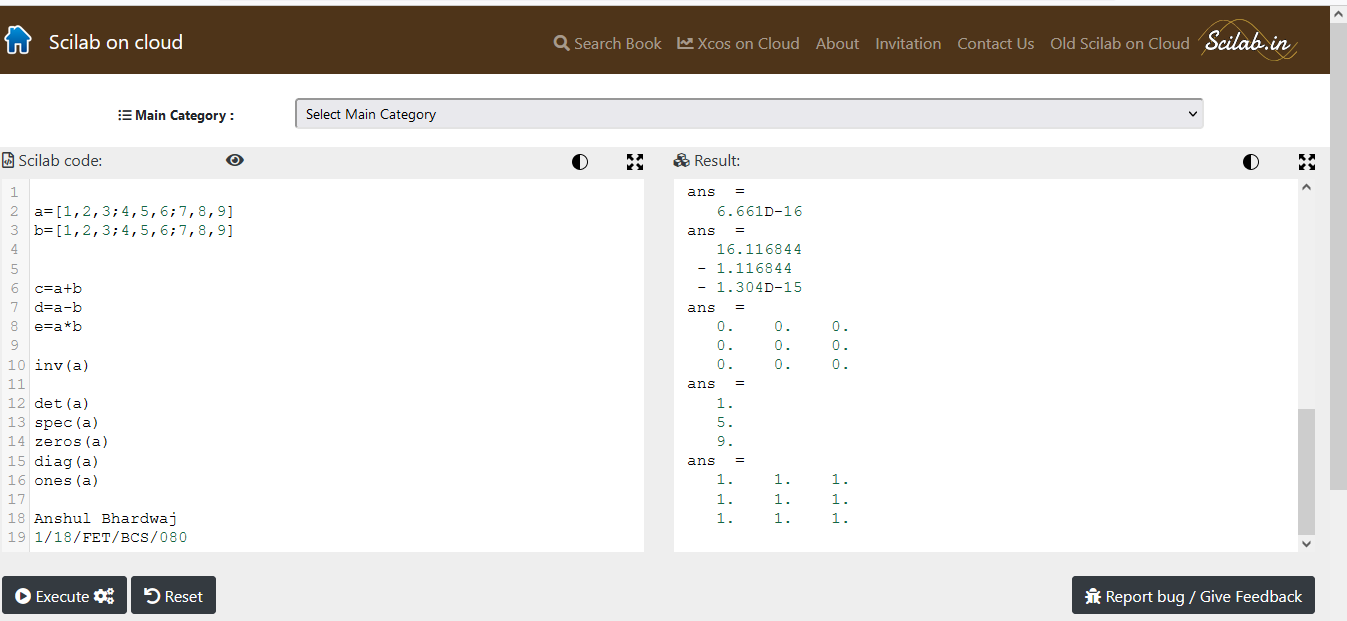 Scilab on cloud
Search Book Xcos on Cloud About Invitation Contact Us Old Scilab on Cloud Scilab.in
Main Category :
Select Main Category
Scilab code:
1
2 a=[1,2,3;4,5,6;7,8,9]
3 b=[1,2,3;4,5,6;7,8,9]
4
5
6 c=a+b
7 d=a-b
8 e=a*b
9
10 inv(a)
11
12 det(a)
13 spec(a)
14 zeros(a)
15 diag(a)
16 ones(a)
17
18 Anshul Bhardwaj
19 1/18/FET/BCS/080
Result:
ans =
6.661D-16
ans =
16.116844
- 1.116844
- 1.304D-15
ans =
0. 0. 0.
0. 0. 0.
0. 0. 0.
ans =
1.
5.
9.
ans =
1. 1. 1.
1. 1. 1.
1. 1. 1.
Execute
Reset
Report bug / Give Feedback